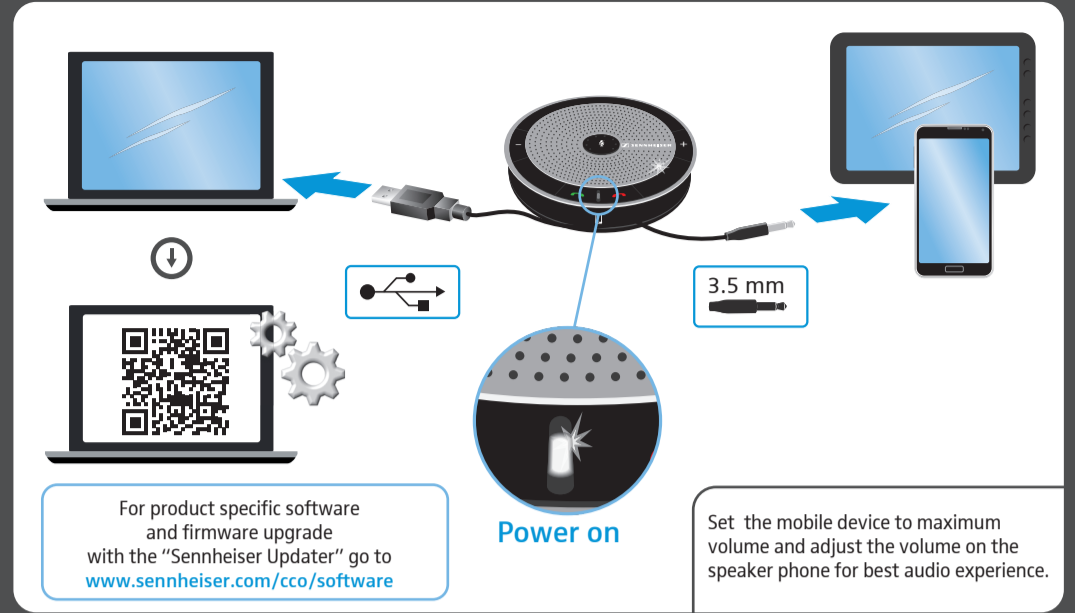 SENNHEISER
3.5 mm
Power on
For product specific software
and firmware upgrade
with the "Sennheiser Updater" go to
www.sennheiser.com/cco/software
Set the mobile device to maximum
volume and adjust the volume on the
speaker phone for best audio experience.